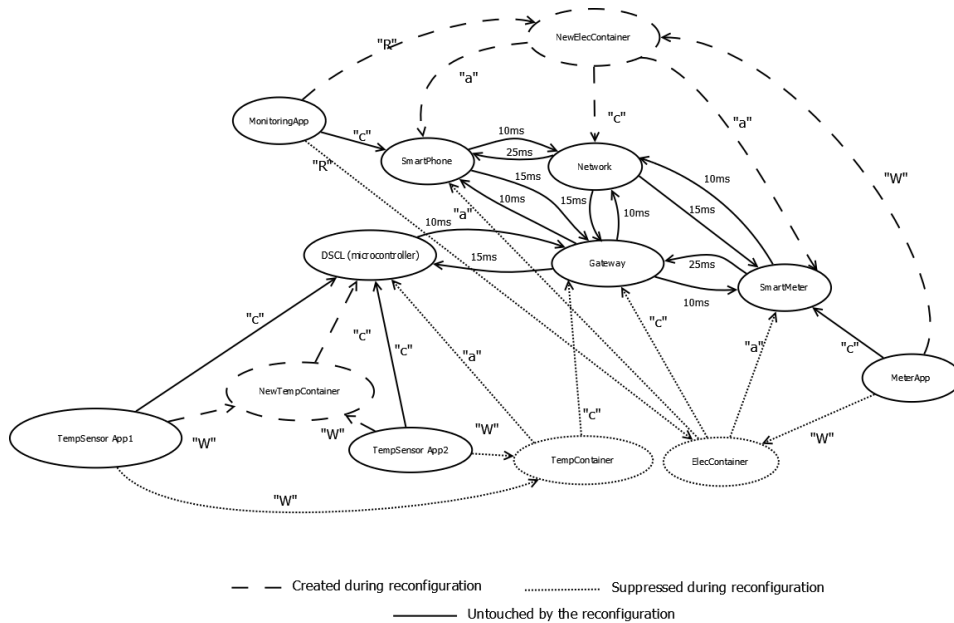 "R"
NewElecContainer
"a"
"c"
"a"
MonitoringApp
"c"
10ms
25ms
SmartPhone
Network
"R"
15ms
10ms
"W"
"a"
10ms
15ms
10ms
15ms
10ms
DSCL (microcontroller)
15ms
Gateway
25ms
SmartMeter
10ms
"c"
"c"
"c"
"c"
"a"
"a"
"c"
NewTempContainer
MeterApp
"c"
TempSensor App1
"W"
"W"
TempSensor App2
"W"
TempContainer
ElecContainer
"W"
"W"
Created during reconfiguration
Suppressed during reconfiguration
Untouched by the reconfiguration